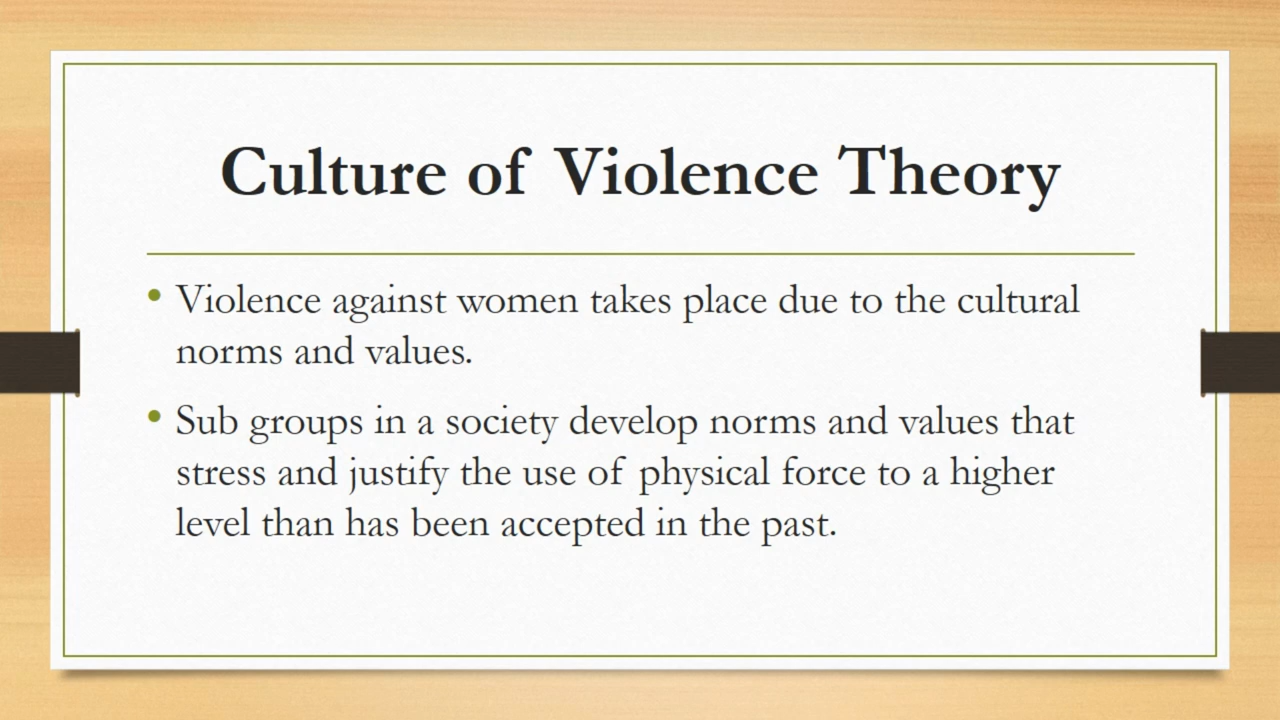 Culture of Violence Theory
• Violence against women takes place due to the cultural
norms and values.
• Sub groups in a society develop norms and values that
stress and justify the use of physical force to a higher
level than has been accepted in the past.